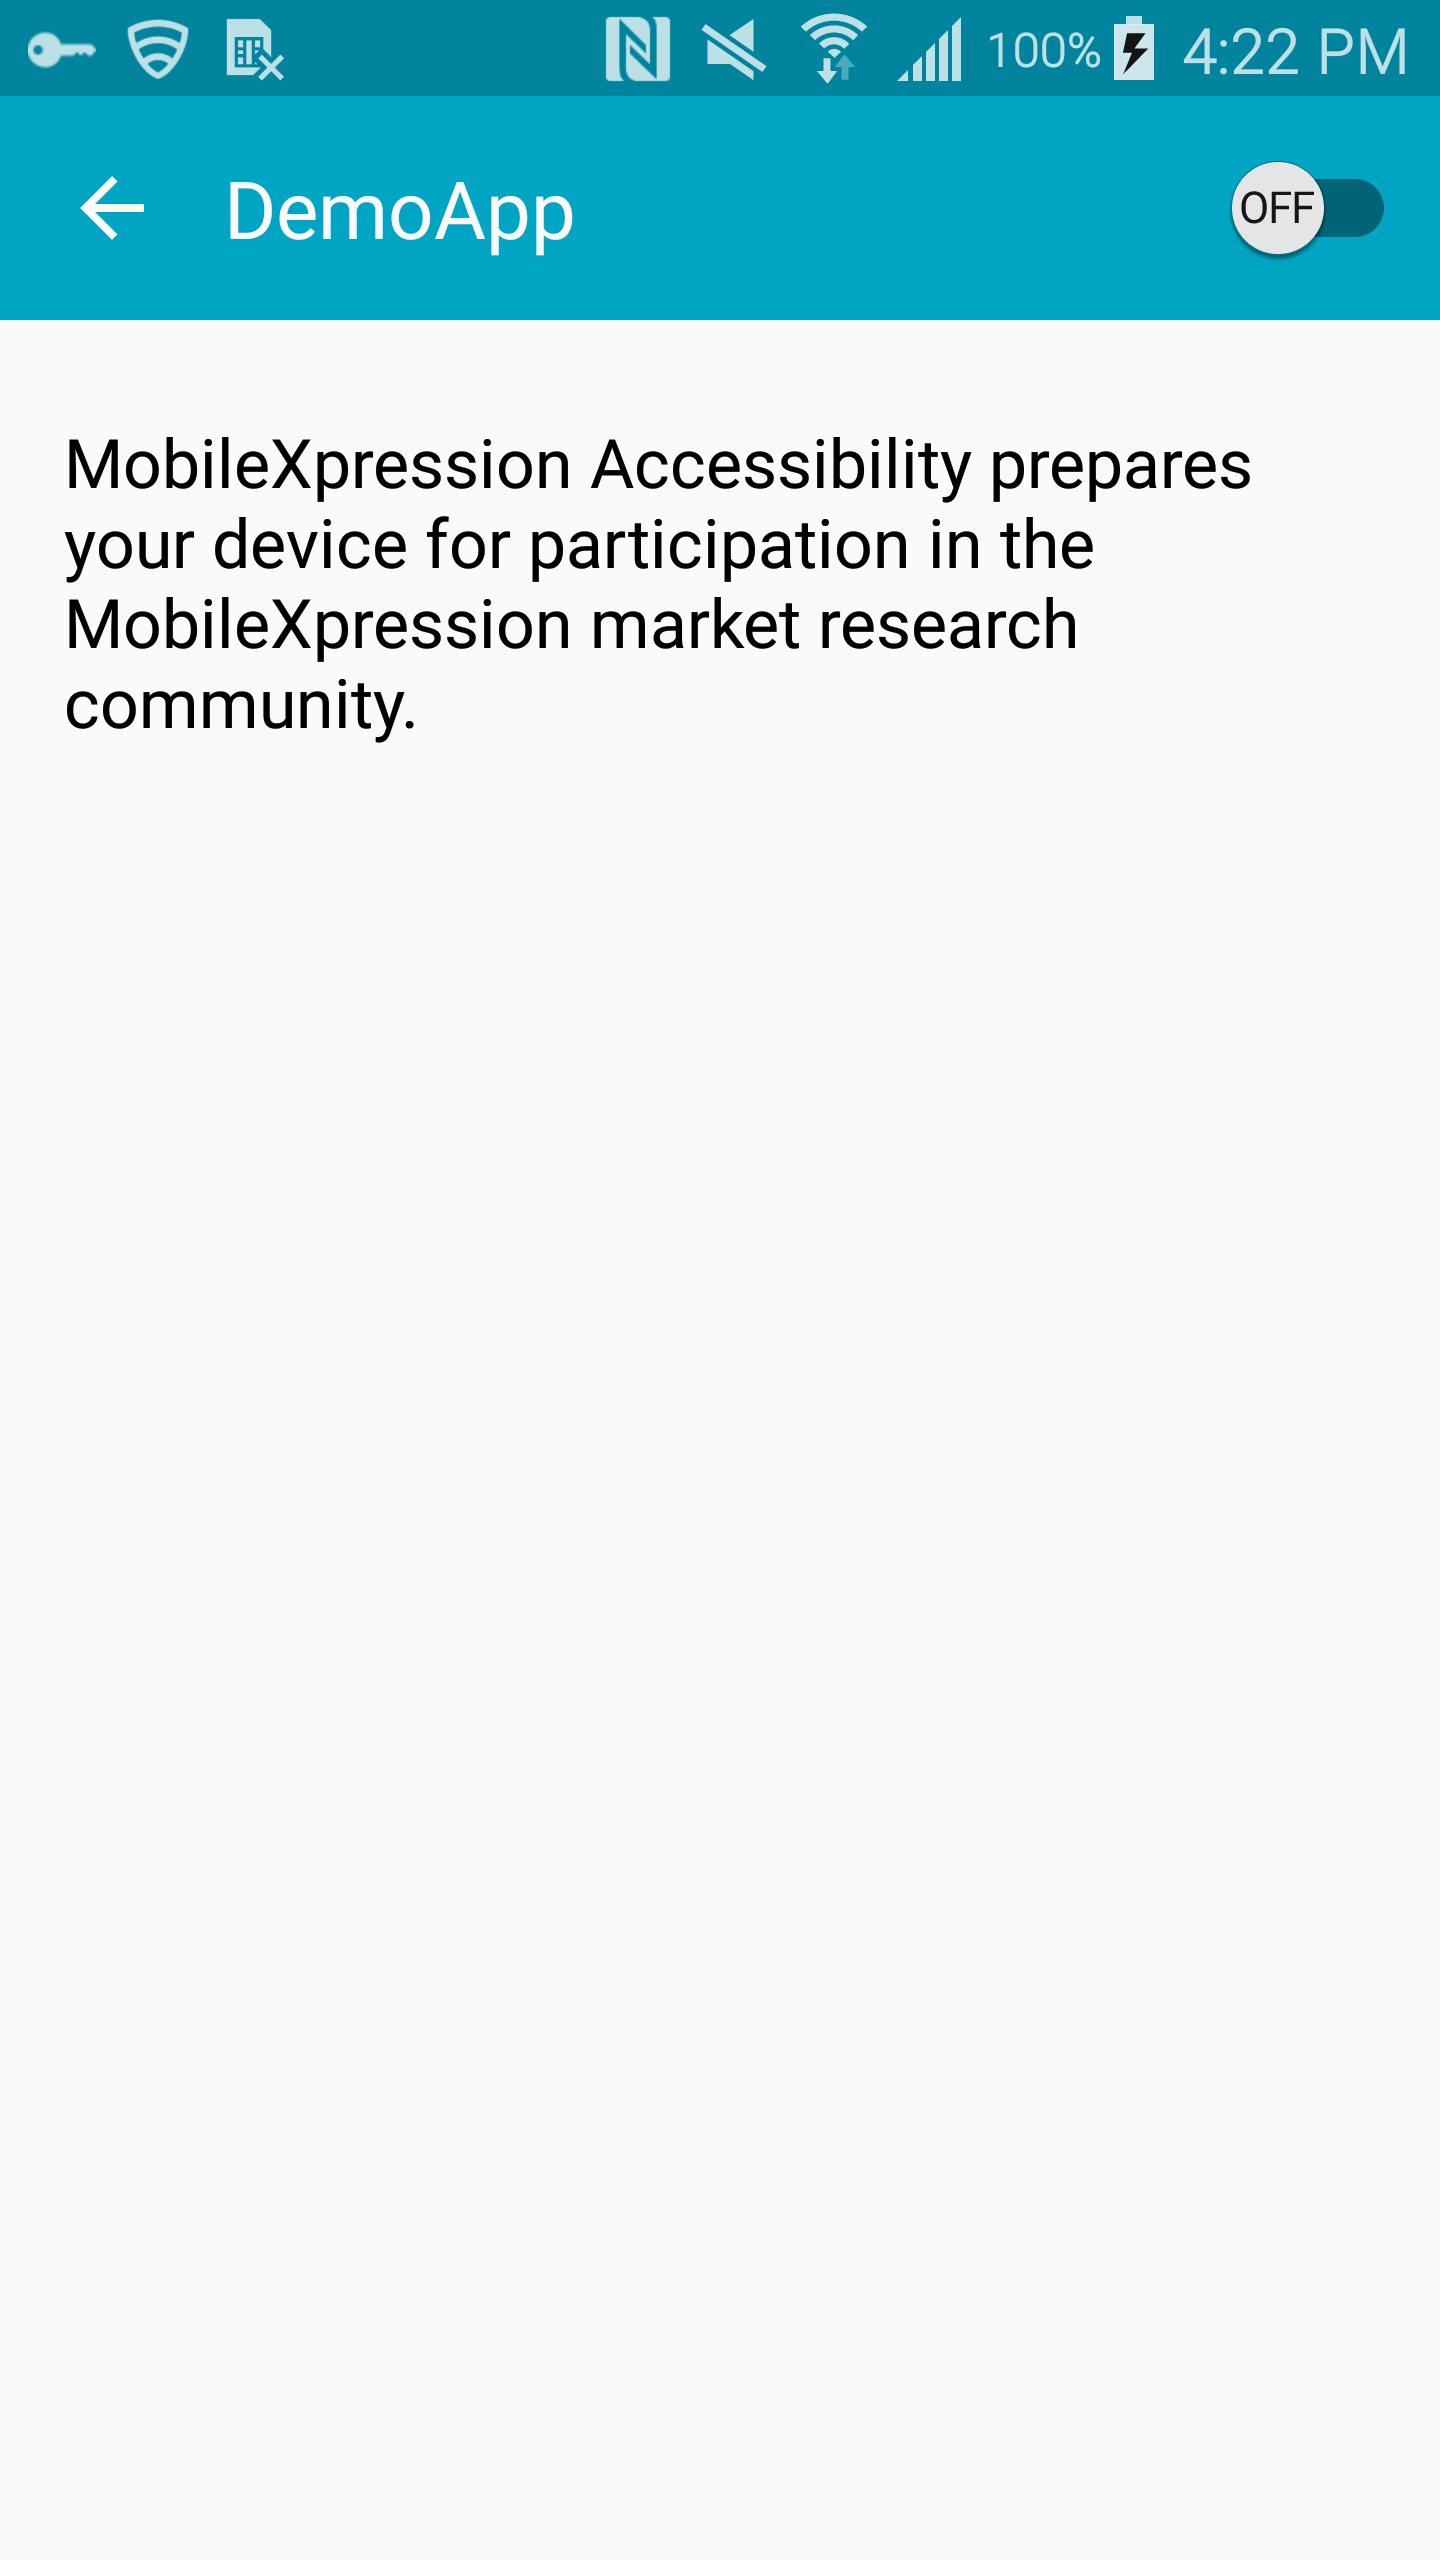 100% 4:22 PM
DemoApp
OFF
MobileXpression Accessibility prepares
your device for participation in the
MobileXpression market research
community.